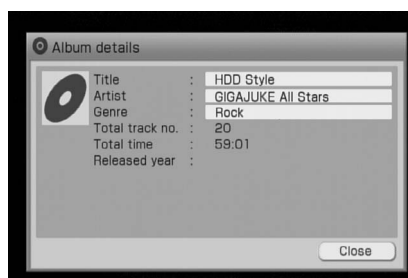 Album details
Title : HDD Style
Artist : GIGAJUKE All Stars
Genre : Rock
Total track no. : 20
Total time : 59:01
Released year :
Close